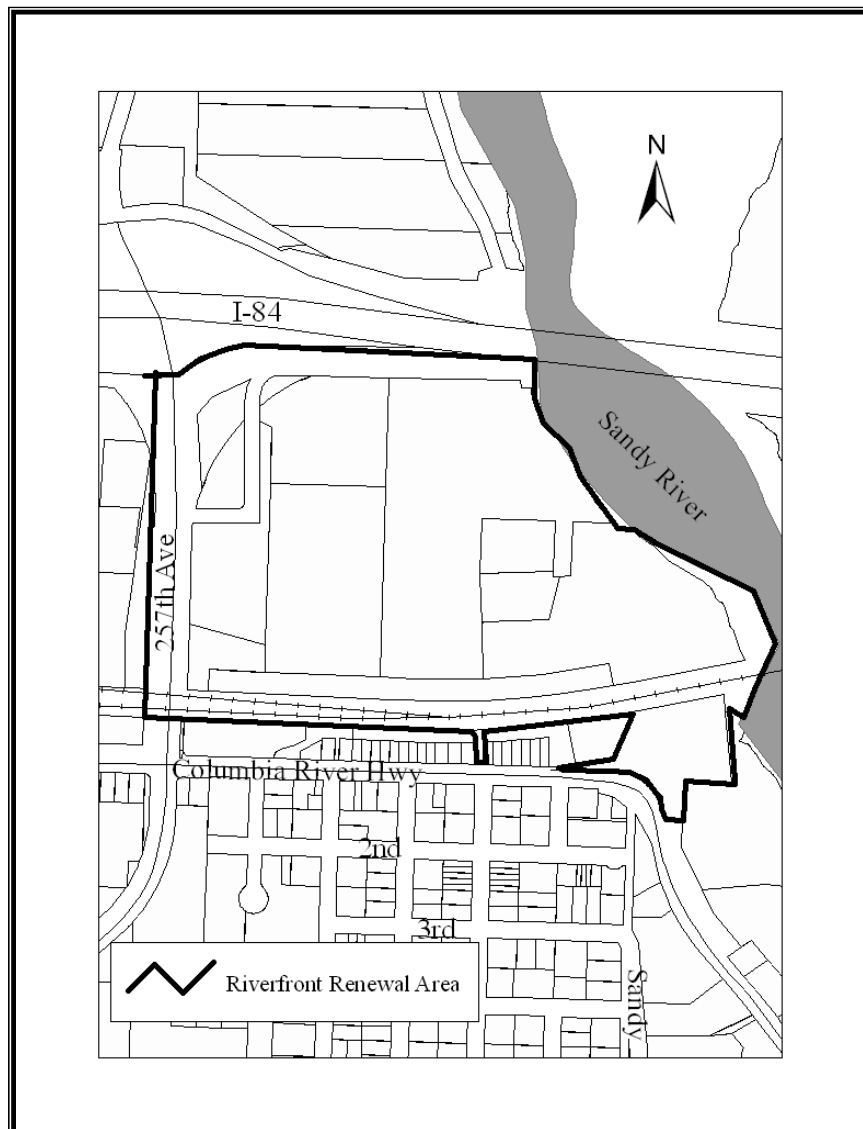 N
I-84
Sandy River
257th Ave
Columbia River Hwy
2nd
3rd
Riverfront Renewal Area
Sandy